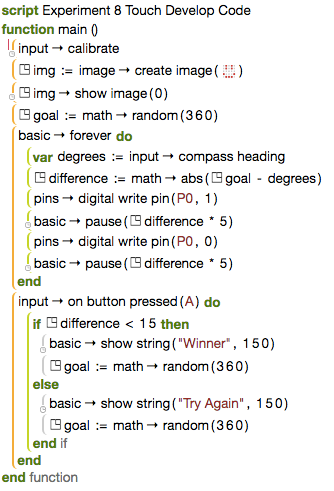 script Experiment 8 Touch Develop Code
function main ()
input → calibrate
img := image → create image( )
img → show image(0)
goal := math → random(360)
basic → forever do
var degrees := input → compass heading
difference := math → abs(goal - degrees)
pins → digital write pin(P0, 1)
basic → pause(difference * 5)
pins → digital write pin(P0, 0)
basic → pause(difference * 5)
end
input → on button pressed(A) do
if difference < 15 then
basic → show string("Winner", 150)
goal := math → random(360)
else
basic → show string("Try Again", 150)
goal := math → random(360)
end if
end
end function